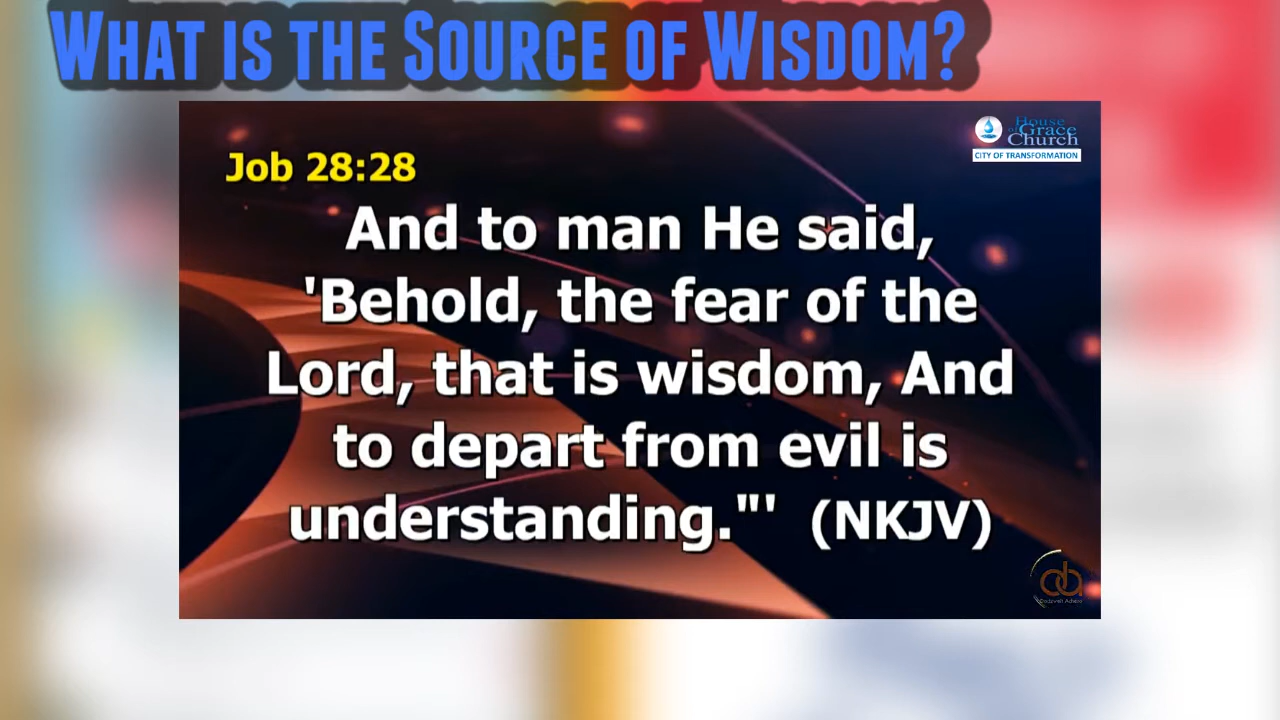 What is the Source of Wisdom?
House
of Grace
Church
CITY OF TRANSFORMATION
Job 28:28
And to man He said,
'Behold, the fear of the
Lord, that is wisdom, And
to depart from evil is
understanding."' (NKJV)